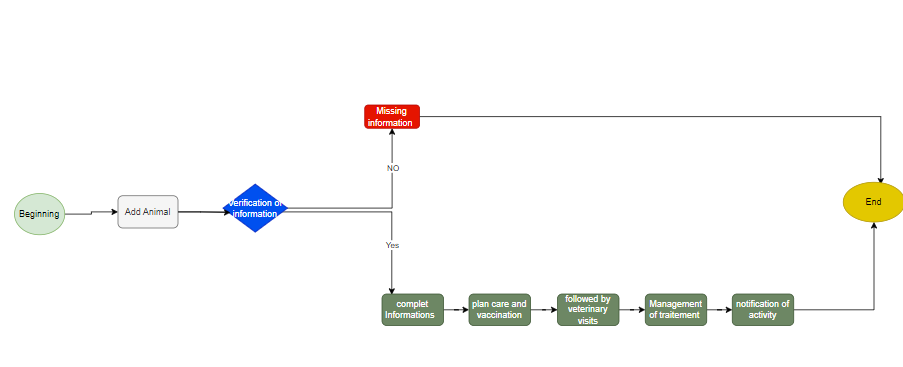 Missing
information
NO
Beginning
Add Animal
verification of
information
End
Yes
complet
Informations
plan care and
vaccination
followed by
veterinary
visits
Management
of traitement
notification of
activity